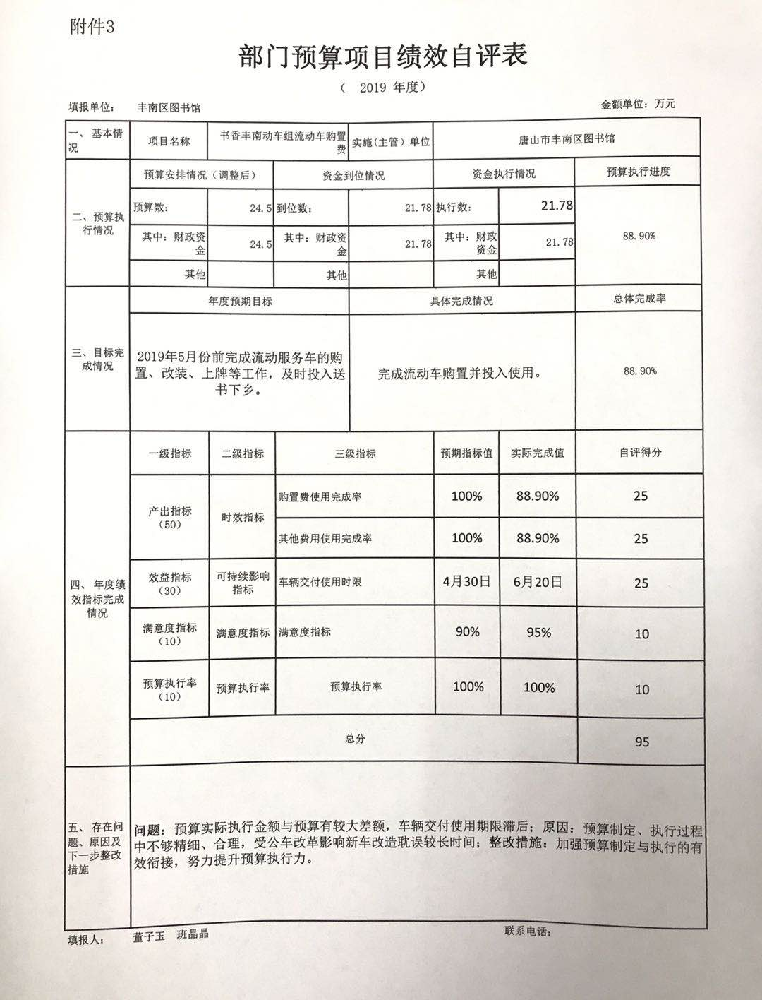 附件3
部门预算项目绩效自评表
（ 2019 年度）
填报单位： 丰南区图书馆 金额单位：万元
一、基本情
况
项目名称
书香丰南动车组流动车购置
费
实施(主管）单位
唐山市丰南区图书馆
二、预算执
行情况
预算安排情况（调整后）
资金到位情况
资金执行情况
预算执行进度
预算数： 24.5 到位数： 21.78 执行数： 21.78
88.90%
其中：财政资
金
24.5
其中：财政资
金
21.78
其中：财政
资金
21.78
其他 其他 其他
三、目标完
成情况
年度预期目标 具体完成情况 总体完成率
2019年5月份前完成流动服务车的购
置、改装、上牌等工作，及时投入送
书下乡。
完成流动车购置并投入使用。
88.90%
四、年度绩
效指标完成
情况
一级指标 二级指标 三级指标 预期指标值 实际完成值 自评得分
产出指标
（50）
时效指标
购置费使用完成率 100% 88.90% 25
其他费用使用完成率 100% 88.90% 25
效益指标
（30）
可持续影响
指标
车辆交付使用时限 4月30日 6月20日 25
满意度指标
（10）
满意度指标 满意度指标 90% 95% 10
预算执行率
（10）
预算执行率 预算执行率 100% 100% 10
总分 95
五、存在问
题、原因及
下一步整改
措施
问题：预算实际执行金额与预算有较大差额，车辆交付使用期限滞后；原因：预算制定、执行过程
中不够精细、合理，受公车改革影响新车改造耽误较长时间；整改措施：加强预算制定与执行的有
效衔接，努力提升预算执行力。
填报人： 董子玉 班晶晶 联系电话：